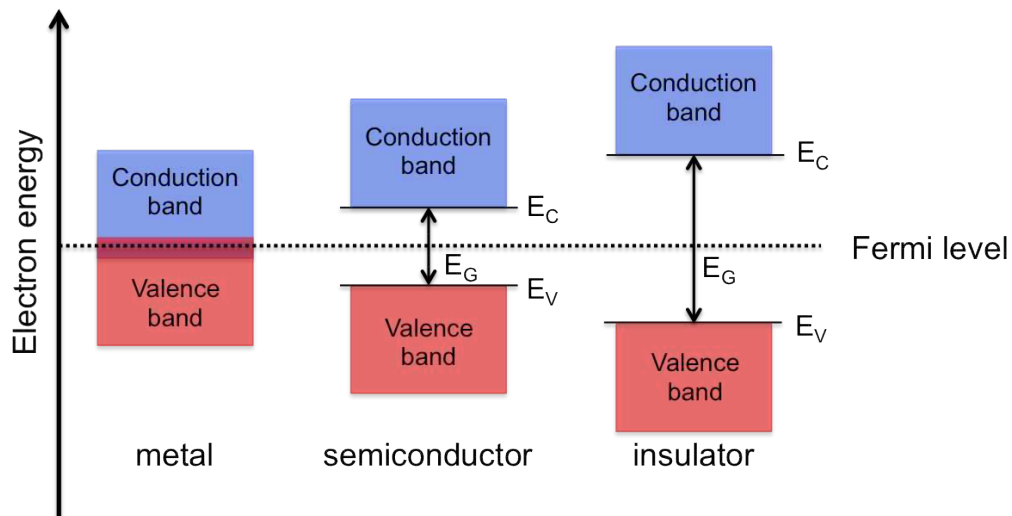 Electron energy
Conduction
band
Valence
band
metal
Conduction
band
E_C
E_G
E_V
Valence
band
semiconductor
Conduction
band
E_C
E_G
E_V
Valence
band
insulator
Fermi level